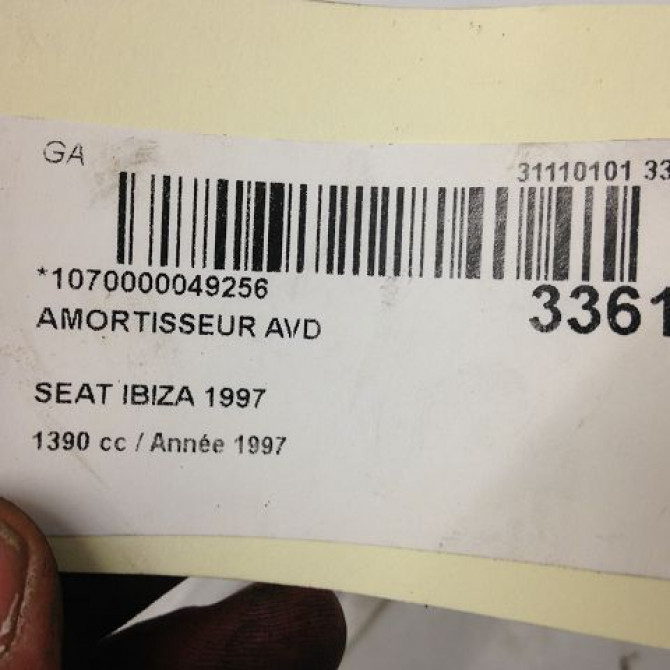 GA
31110101 33
*1070000049256
3361
AMORTISSEUR AVD
SEAT IBIZA 1997
1390 cc / Année 1997